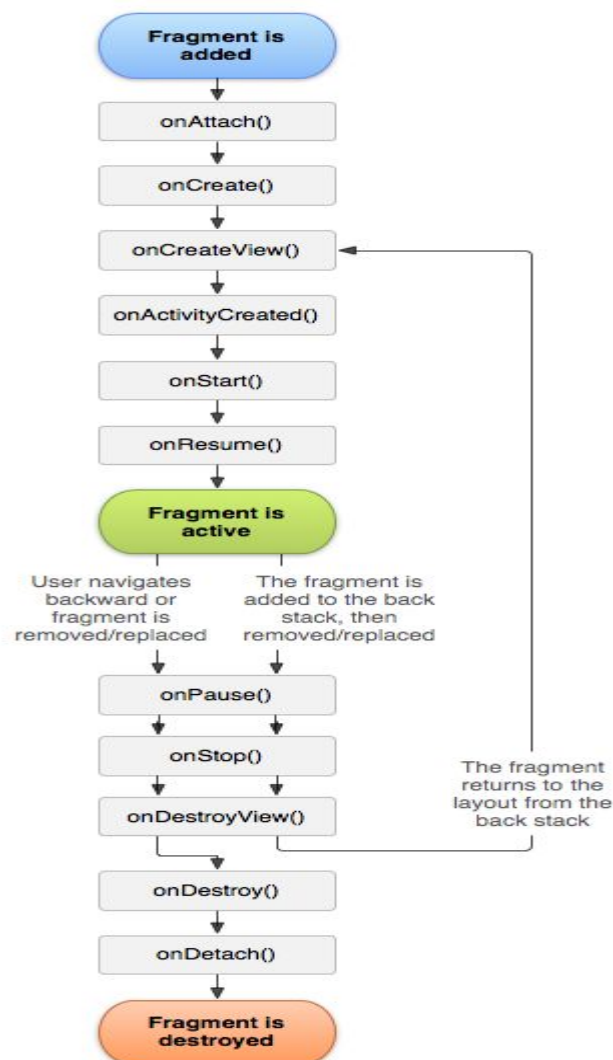 Fragment is
added
onAttach()
onCreate()
onCreateView()
onActivityCreated()
onStart()
onResume()
Fragment is
active
User navigates
backward or
fragment is
removed/replaced
The fragment is
added to the back
stack, then
removed/replaced
onPause()
onStop()
onDestroyView()
The fragment
returns to the
layout from the
back stack
onDestroy()
onDetach()
Fragment is
destroyed